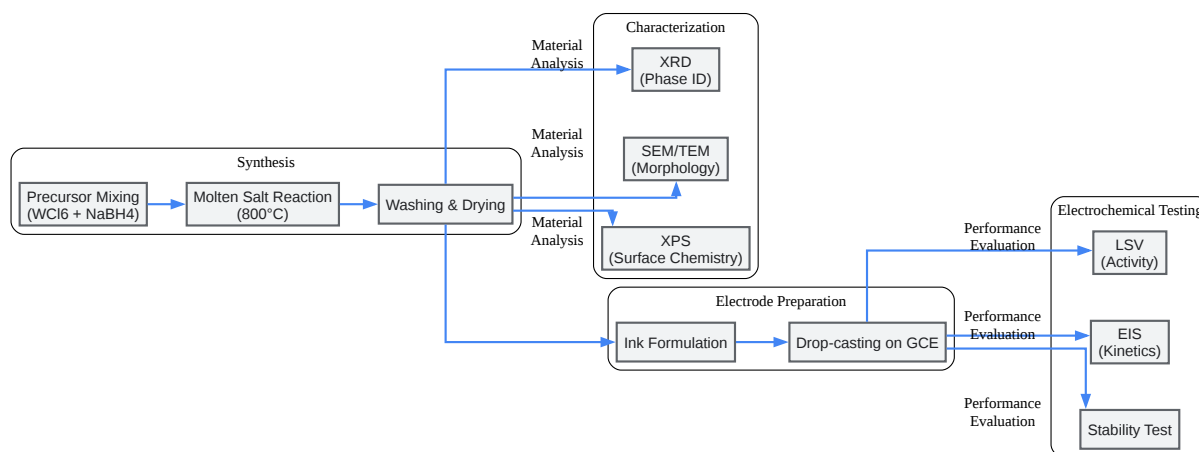 Characterization
Material
Analysis
XRD
(Phase ID)
Material
Analysis
SEM/TEM
(Morphology)
Synthesis
Precursor Mixing
(WCl6 + NaBH4)
Molten Salt Reaction
(800°C)
Washing & Drying
Material
Analysis
XPS
(Surface Chemistry)
Electrochemical Testing
Performance
Evaluation
LSV
(Activity)
Electrode Preparation
Ink Formulation
Drop-casting on GCE
Performance
Evaluation
EIS
(Kinetics)
Performance
Evaluation
Stability Test